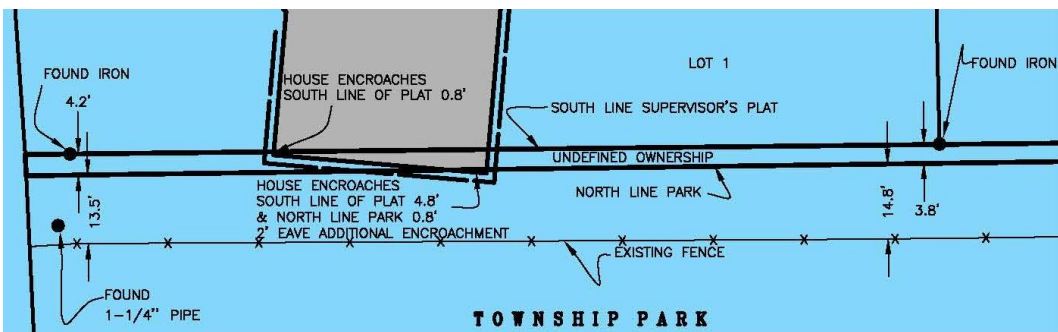 FOUND IRON
4.2'
HOUSE ENCROACHES
SOUTH LINE OF PLAT 0.8'
LOT 1
FOUND IRON
SOUTH LINE SUPERVISOR'S PLAT
UNDEFINED OWNERSHIP
NORTH LINE PARK
HOUSE ENCROACHES
SOUTH LINE OF PLAT 4.8'
& NORTH LINE PARK 0.8'
2' EAVE ADDITIONAL ENCROACHMENT
13.5'
14.8'
3.8'
EXISTING FENCE
FOUND
1-1/4" PIPE
TOWNSHIP PARK